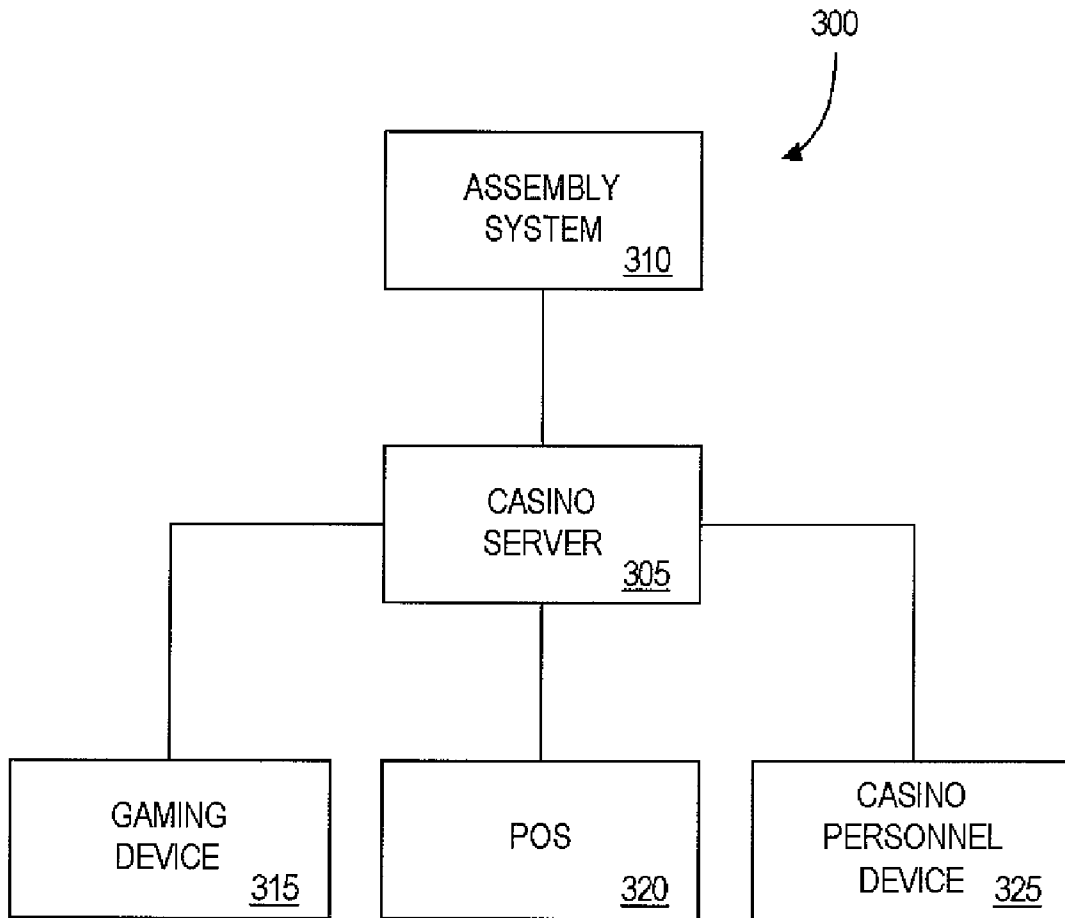 300
ASSEMBLY
SYSTEM
310
CASINO
SERVER
305
GAMING
DEVICE
315
POS
320
CASINO
PERSONNEL
DEVICE
325